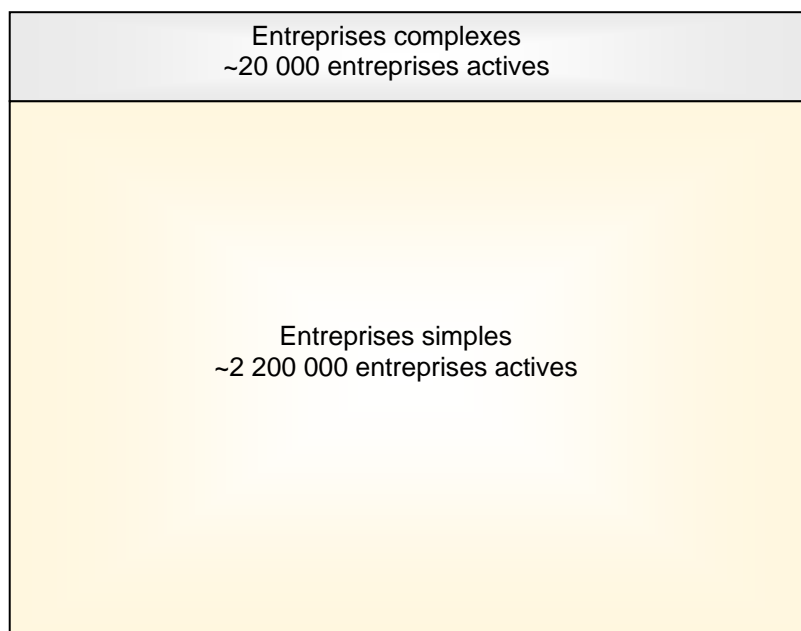 Entreprises complexes
~20 000 entreprises actives
Entreprises simples
~2 200 000 entreprises actives